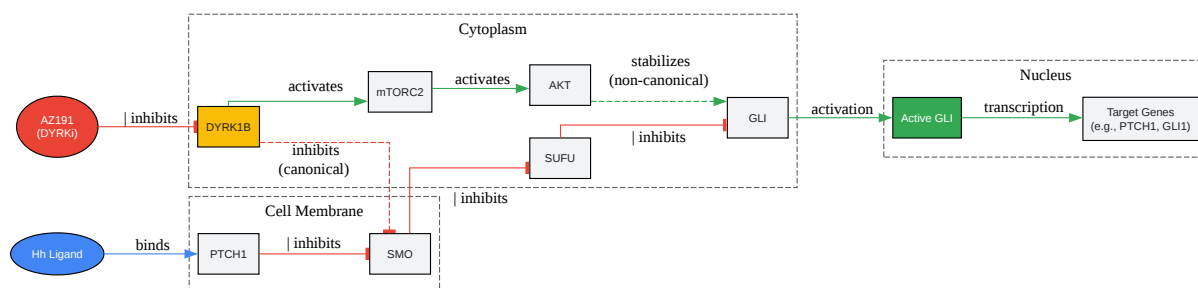 Cytoplasm
stabilizes
(non-canonical)
activates
mTORC2
activates
AKT
Nucleus
AZ191
(DYRKi)
| inhibits
DYRK1B
GLI
activation
Active GLI
transcription
Target Genes
(e.g., PTCH1, GLI1)
| inhibits
SUFU
inhibits
(canonical)
| inhibits
Cell Membrane
Hh Ligand
binds
PTCH1
| inhibits
SMO